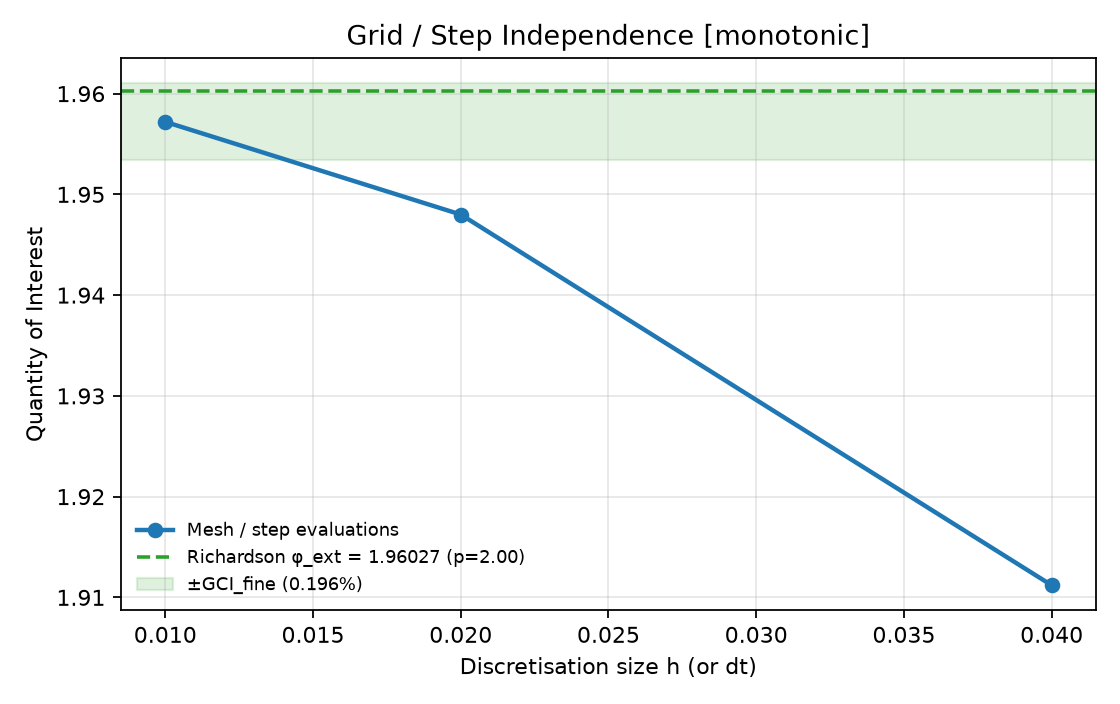 Grid / Step Independence [monotonic]
Quantity of Interest
1.96
1.95
1.94
1.93
1.92
1.91
Mesh / step evaluations
Richardson φ_ext = 1.96027 (p=2.00)
±GCI_fine (0.196%)
0.010 0.015 0.020 0.025 0.030 0.035 0.040
Discretisation size h (or dt)